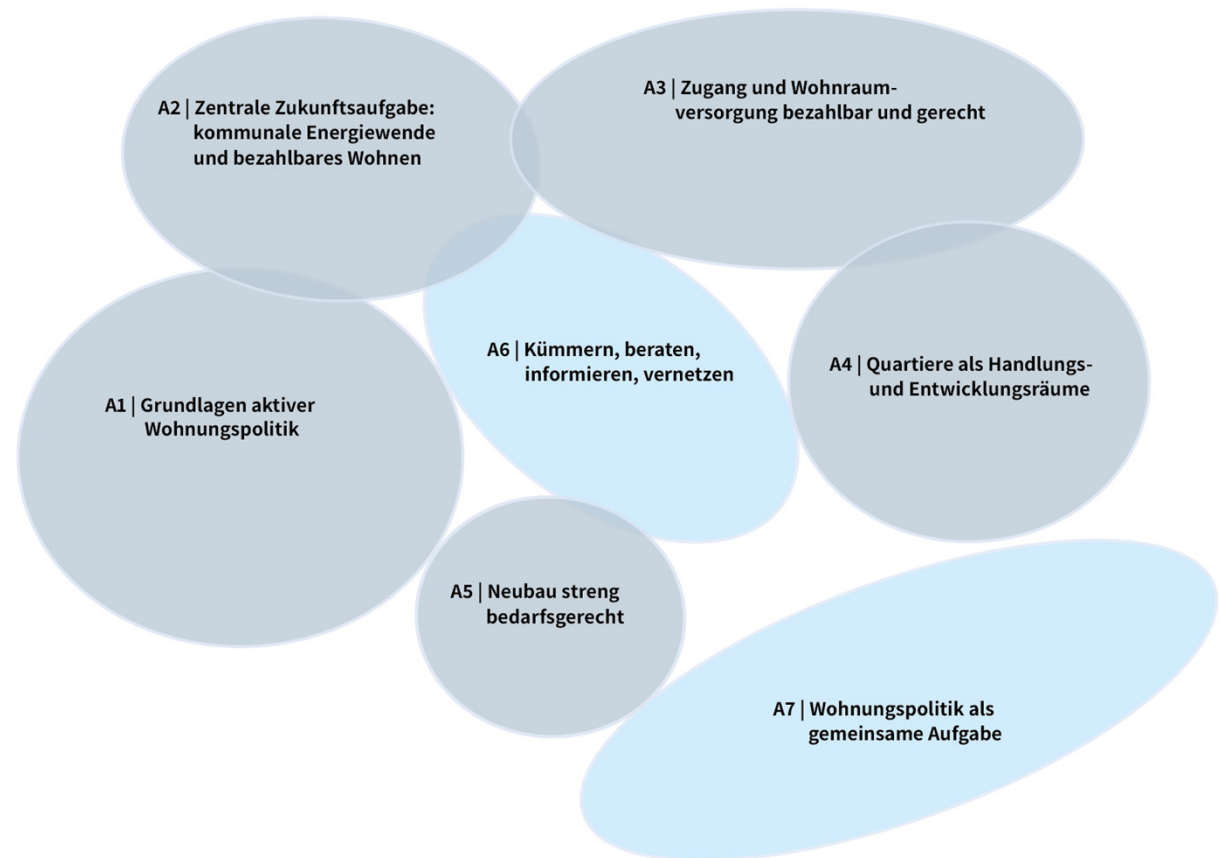 A2 | Zentrale Zukunftsaufgabe:
kommunale Energiewende
und bezahlbares Wohnen
A3 | Zugang und Wohnraum-
versorgung bezahlbar und gerecht
A6 | Kümmern, beraten,
informieren, vernetzen
A4 | Quartiere als Handlungs-
und Entwicklungsräume
A1 | Grundlagen aktiver
Wohnungspolitik
A5 | Neubau streng
bedarfsgerecht
A7 | Wohnungspolitik als
gemeinsame Aufgabe